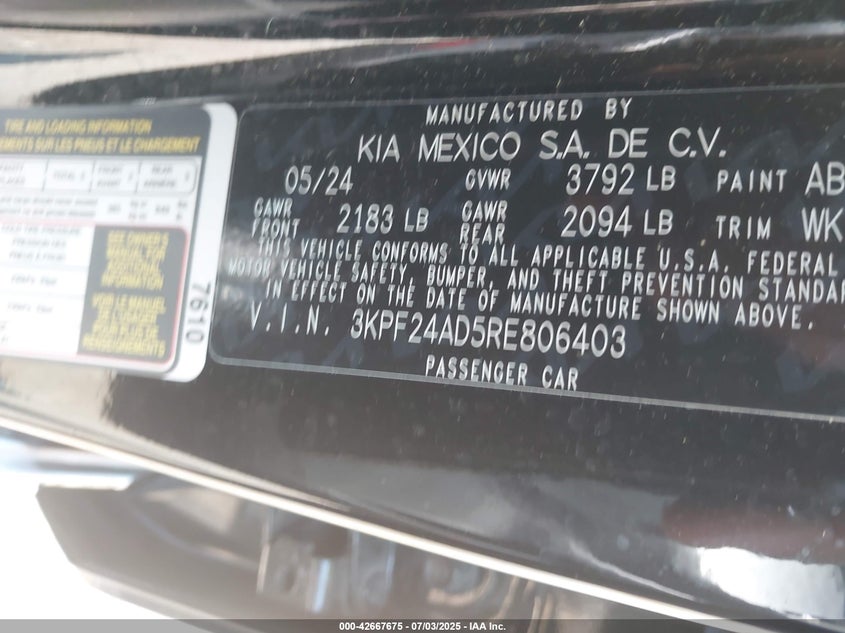 TIRE AND LOADING INFORMATION
SEE OWNER'S
MANUAL FOR
ADDITIONAL
INFORMATION
VOIR LE MANUEL
DE L'USAGER
POUR PLUS DE
RENSEIGNEMENTS
7610
MANUFACTURED BY
KIA MEXICO S.A. DE C.V.
05/24 GVWR 3792 LB PAINT AB
GAWR FRONT 2183 LB GAWR REAR 2094 LB TRIM WK
THIS VEHICLE CONFORMS TO ALL APPLICABLE U.S.A. FEDERAL
MOTOR VEHICLE SAFETY, BUMPER, AND THEFT PREVENTION STANDAR
IN EFFECT ON THE DATE OF MANUFACTURE SHOWN ABOVE.
V.I.N. 3KPF24AD5RE806403
PASSENGER CAR
000-42667675 - 07/03/2025 - IAA Inc.